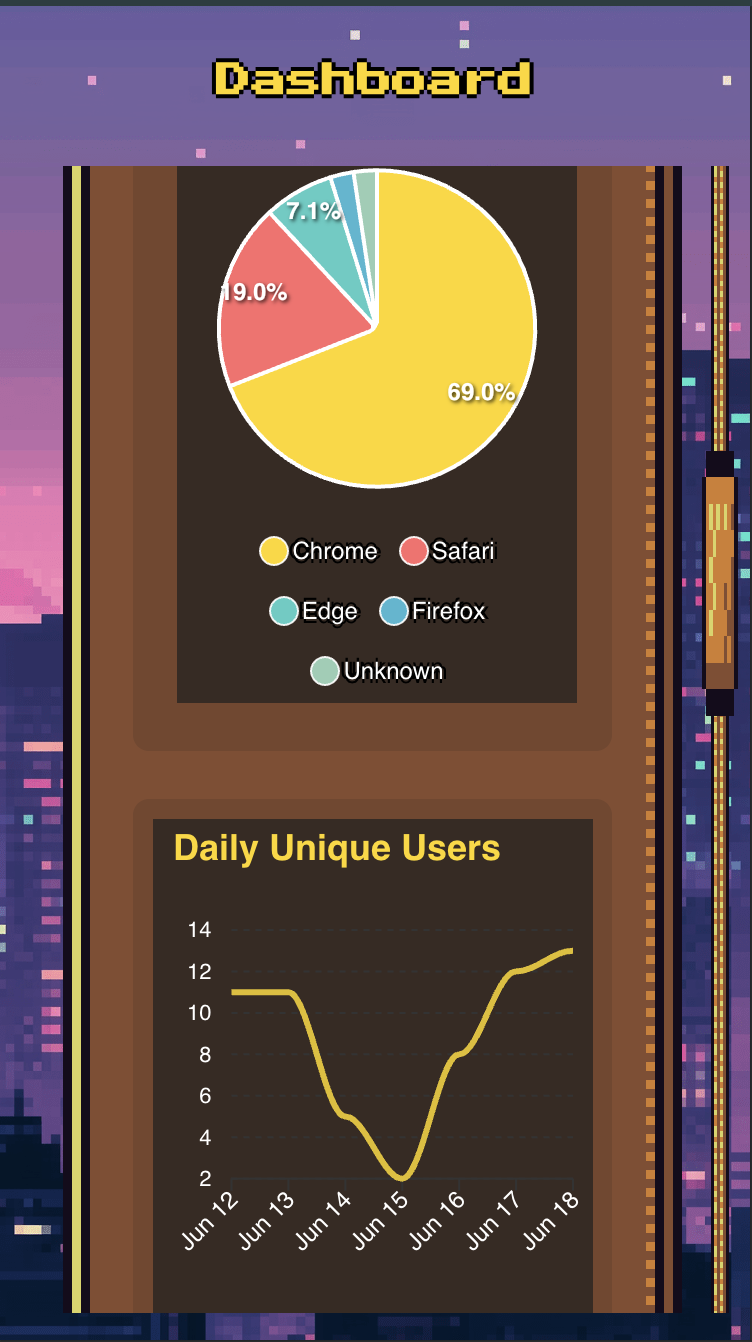 Dashboard
7.1%
19.0%
69.0%
Chrome Safari
Edge Firefox
Unknown
Daily Unique Users
14
12
10
8
6
4
2
Jun 12 Jun 13 Jun 14 Jun 15 Jun 16 Jun 17 Jun 18